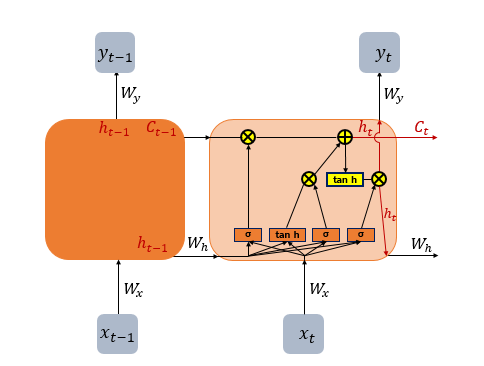 y_{t-1}
y_t
W_y
W_y
h_{t-1}
C_{t-1}
h_t
C_t
tan h
h_t
σ
tan h
σ
σ
h_{t-1}
W_h
W_h
W_x
W_x
x_{t-1}
x_t